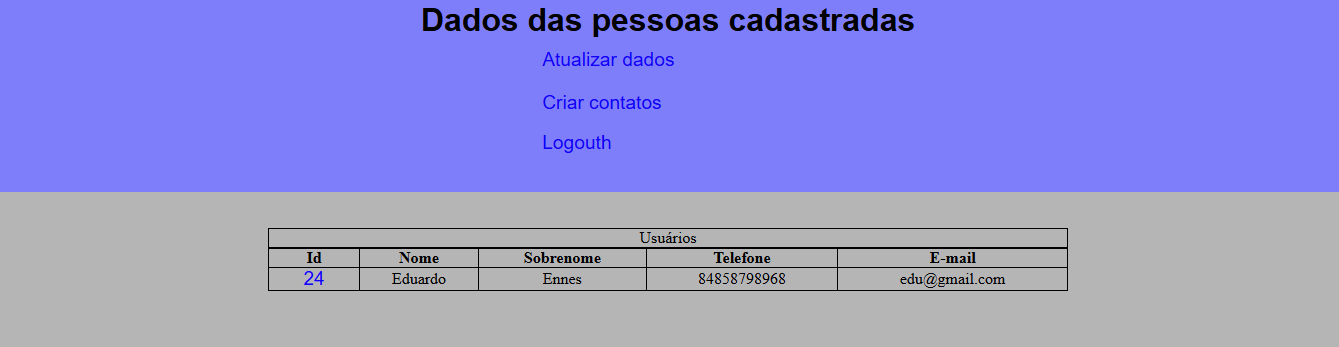 Dados das pessoas cadastradas
Atualizar dados
Criar contatos
Logouth
Usuários
Id Nome Sobrenome Telefone E-mail
24 Eduardo Ennes 84858798968 edu@gmail.com